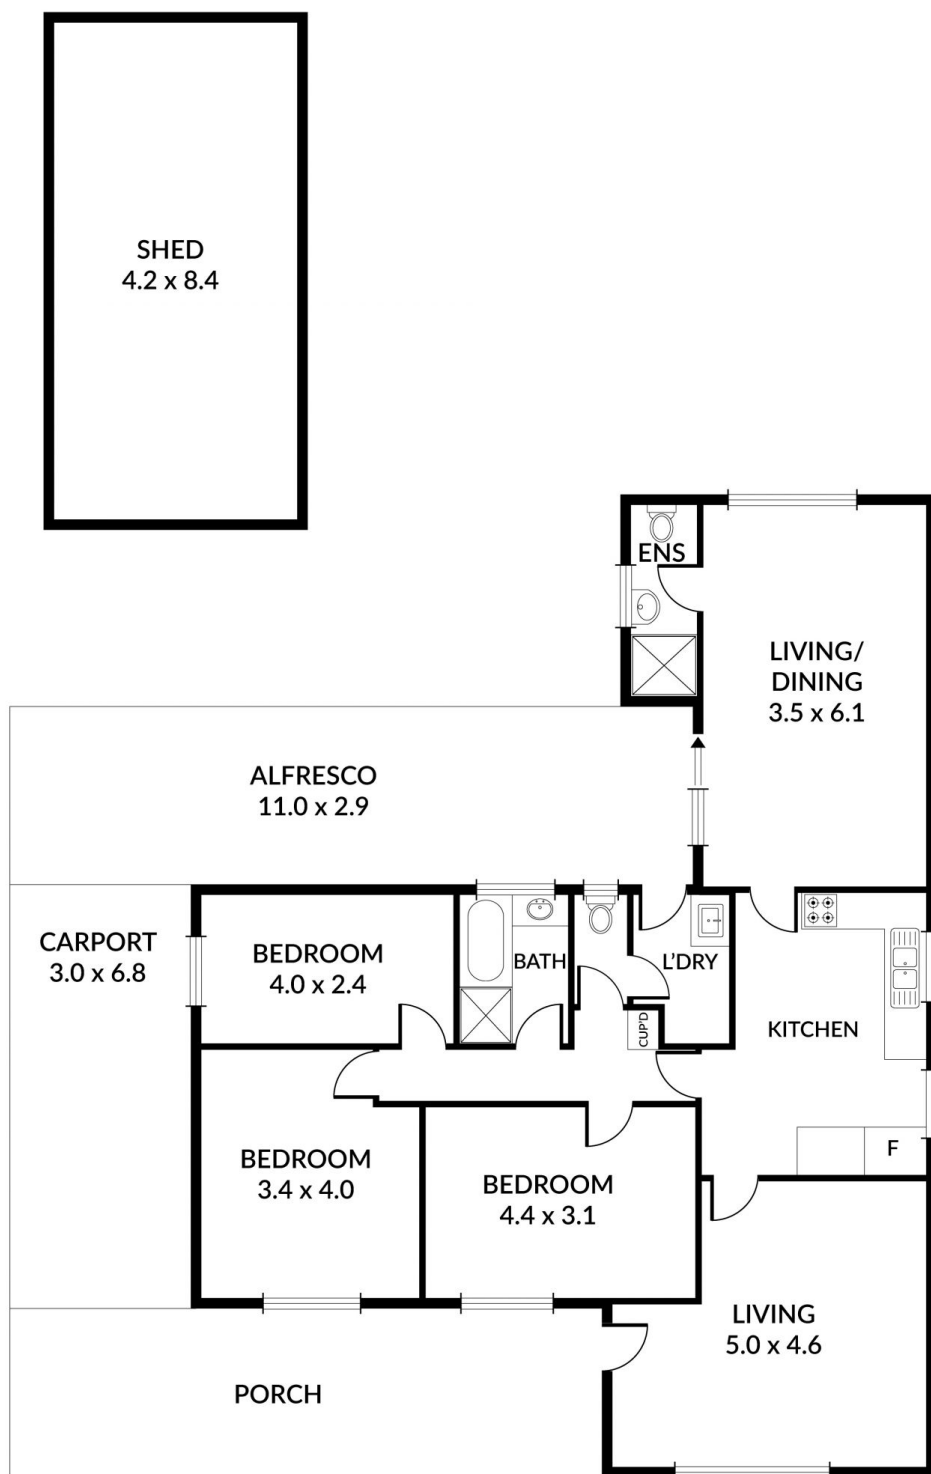 SHED
4.2 x 8.4
ENS
LIVING/
DINING
3.5 x 6.1
ALFRESCO
11.0 x 2.9
CARPORT
3.0 x 6.8
BEDROOM
4.0 x 2.4
BATH
L'DRY
CUP'D
KITCHEN
BEDROOM
3.4 x 4.0
BEDROOM
4.4 x 3.1
F
LIVING
5.0 x 4.6
PORCH